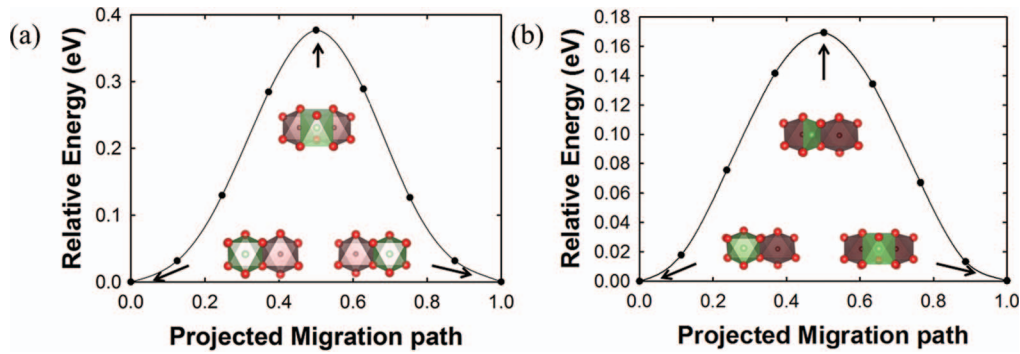 (a)
Relative Energy (eV)
0.4
0.3
0.2
0.1
0.0
0.0 0.2 0.4 0.6 0.8 1.0
Projected Migration path
(b)
Relative Energy (eV)
0.18
0.16
0.14
0.12
0.10
0.08
0.06
0.04
0.02
0.00
0.0 0.2 0.4 0.6 0.8 1.0
Projected Migration path